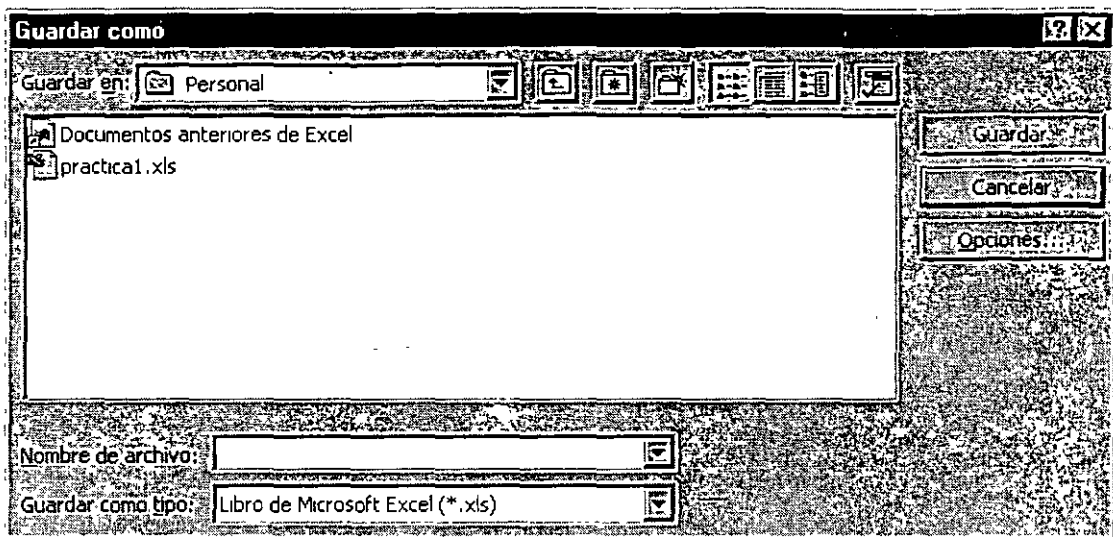 Guardar como
Guardar en: Personal
Documentos anteriores de Excel
practica1.xls
Guardar
Cancelar
Opciones...
Nombre de archivo:
Guardar como tipo: Libro de Microsoft Excel (*.xls)